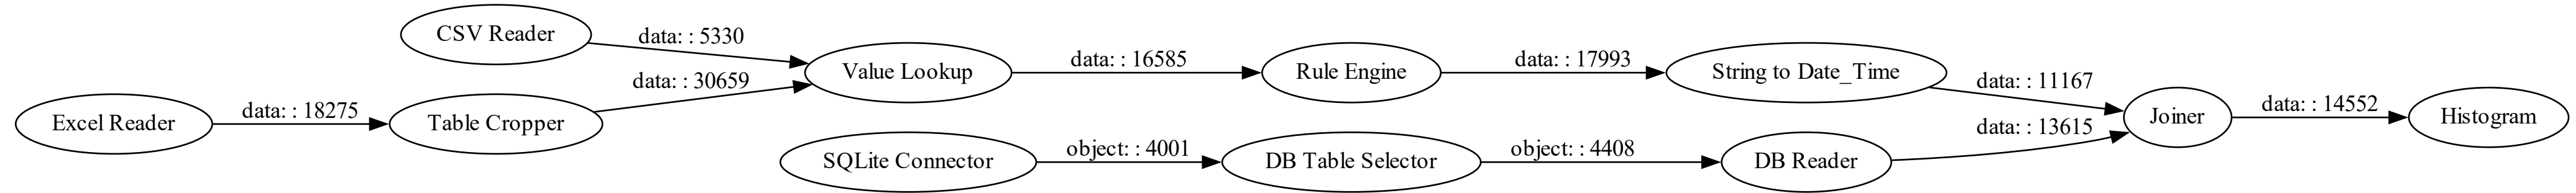 CSV Reader
data: : 5330
Excel Reader
data: : 18275
Table Cropper
data: : 30659
Value Lookup
data: : 16585
Rule Engine
data: : 17993
String to Date_Time
data: : 11167
SQLite Connector
object: : 4001
DB Table Selector
object: : 4408
DB Reader
data: : 13615
Joiner
data: : 14552
Histogram